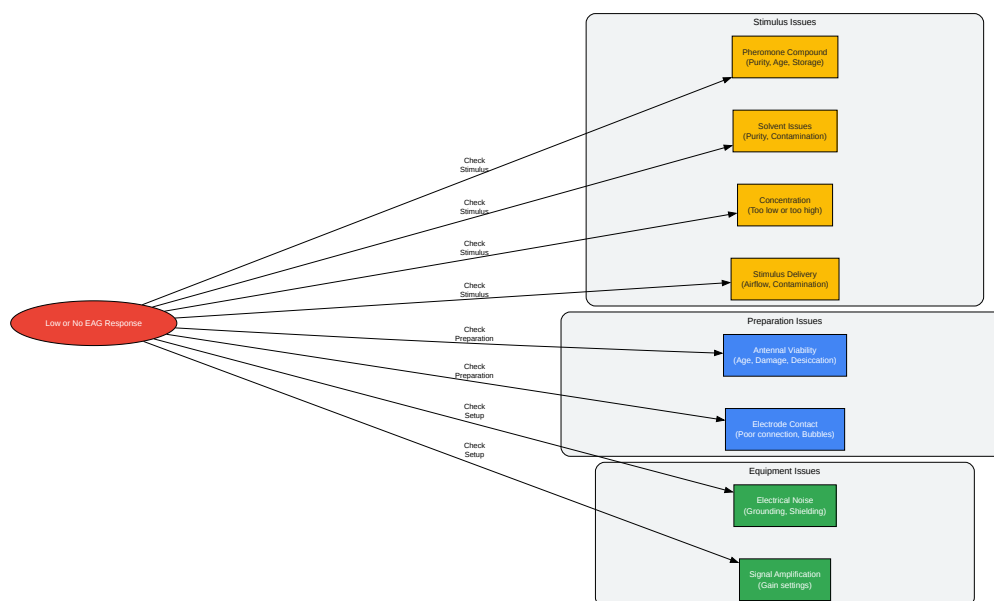 Stimulus Issues
Pheromone Compound
(Purity, Age, Storage)
Solvent Issues
(Purity, Contamination)
Concentration
(Too low or too high)
Stimulus Delivery
(Airflow, Contamination)
Check
Stimulus
Check
Stimulus
Check
Stimulus
Check
Stimulus
Low or No EAG Response
Check
Preparation
Check
Preparation
Check
Setup
Check
Setup
Preparation Issues
Antennal Viability
(Age, Damage, Desiccation)
Electrode Contact
(Poor connection, Bubbles)
Equipment Issues
Electrical Noise
(Grounding, Shielding)
Signal Amplification
(Gain settings)